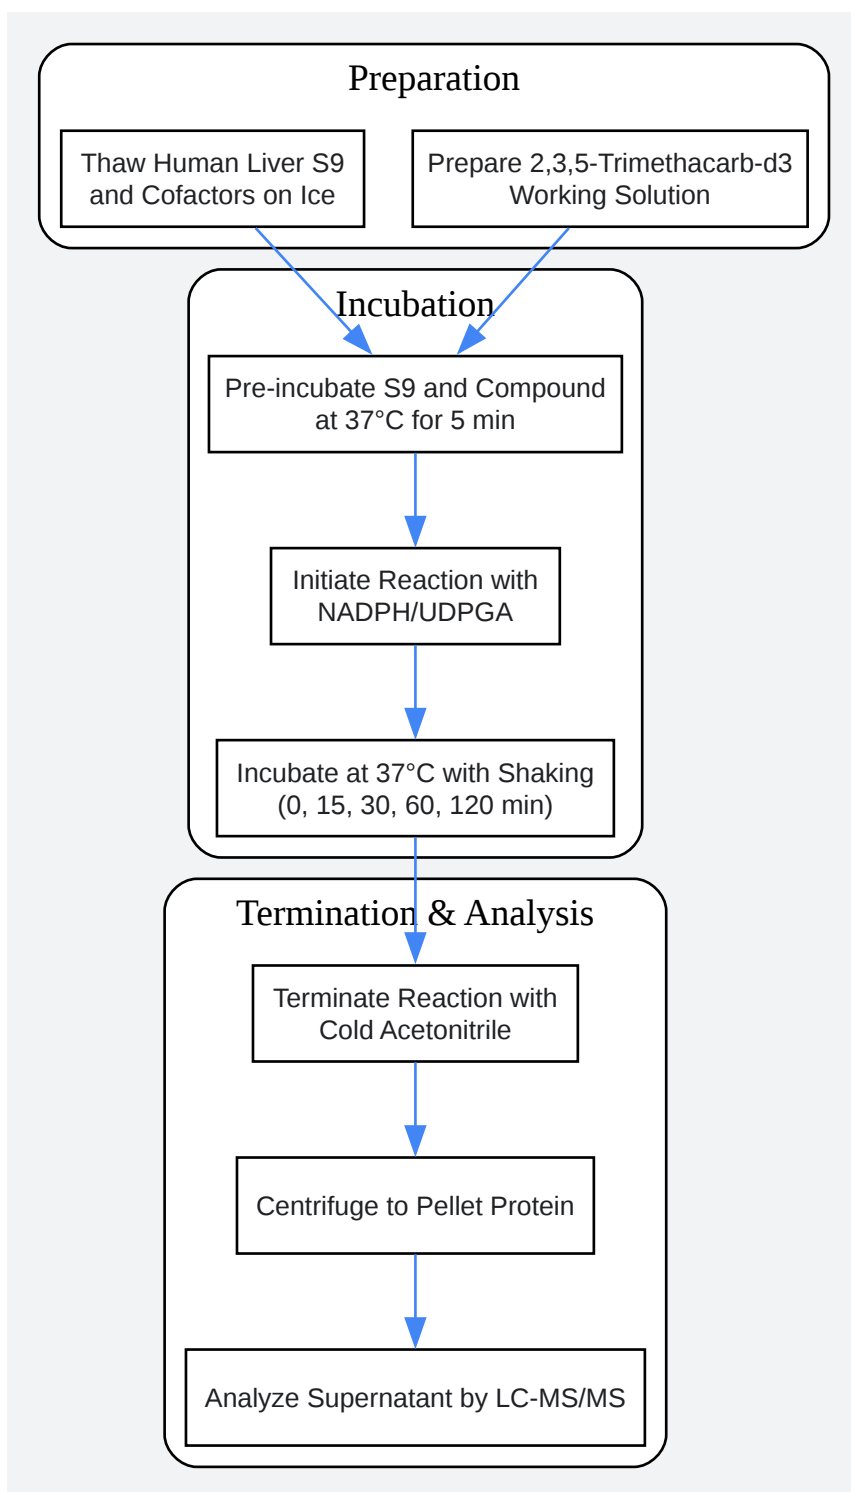 Preparation
Thaw Human Liver S9
and Cofactors on Ice
Prepare 2,3,5-Trimethacarb-d3
Working Solution
Incubation
Pre-incubate S9 and Compound
at 37°C for 5 min
Initiate Reaction with
NADPH/UDPGA
Incubate at 37°C with Shaking
(0, 15, 30, 60, 120 min)
Termination & Analysis
Terminate Reaction with
Cold Acetonitrile
Centrifuge to Pellet Protein
Analyze Supernatant by LC-MS/MS